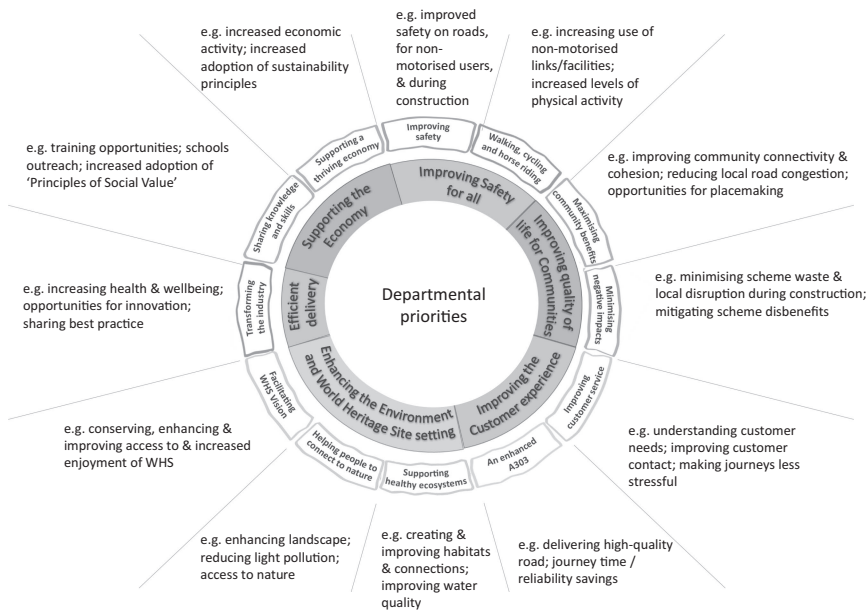 e.g. increased economic
activity; increased
adoption of sustainability
principles
e.g. improved
safety on roads,
for non-
motorised users,
& during
construction
e.g. increasing use of
non-motorised
links/facilities;
increased levels of
physical activity
e.g. training opportunities; schools
outreach; increased adoption of
‘Principles of Social Value’
e.g. improving community connectivity &
cohesion; reducing local road congestion;
opportunities for placemaking
e.g. increasing health & wellbeing;
opportunities for innovation;
sharing best practice
e.g. minimising scheme waste &
local disruption during construction;
mitigating scheme disbenefits
e.g. conserving, enhancing &
improving access to & increased
enjoyment of WHS
e.g. understanding customer
needs; improving customer
contact; making journeys less
stressful
e.g. enhancing landscape;
reducing light pollution;
access to nature
e.g. creating &
improving habitats
& connections;
improving water
quality
e.g. delivering high-quality
road; journey time /
reliability savings
Improving
safety
Walking, cycling
and horse riding
Maximising
community benefits
Minimising
negative impacts
Improving
customer service
An enhanced
A303
Supporting
healthy ecosystems
Helping people to
connect to nature
Facilitating
WHS Vision
Transforming
the industry
Sharing knowledge
and skills
Supporting a
thriving economy
Improving Safety
for all
Improving quality of
life for Communities
Improving the
Customer experience
Enhancing the Environment
and World Heritage Site setting
Efficient
delivery
Supporting the
Economy
Departmental
priorities